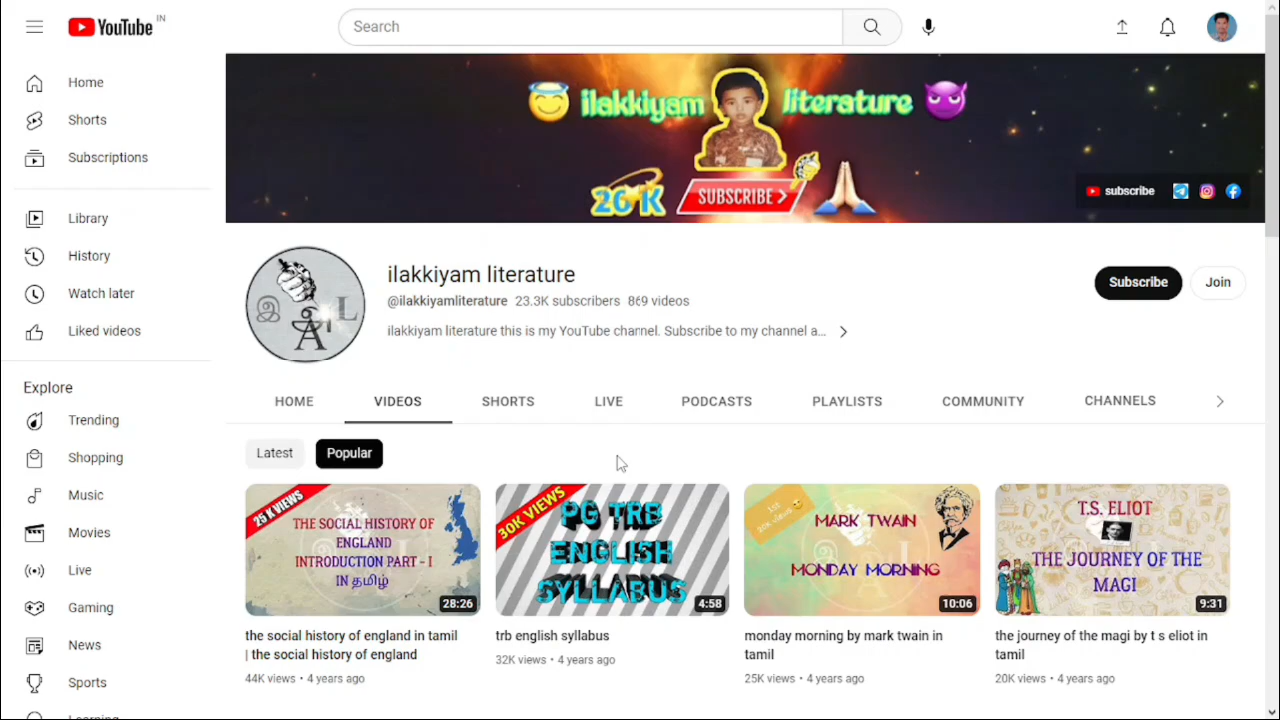 YouTube IN
Search
Home
Shorts
Subscriptions
Library
History
Watch later
Liked videos
Explore
Trending
Shopping
Music
Movies
Live
Gaming
News
Sports
ilakkiyam literature
26 K
SUBSCRIBE >
subscribe
இ A L
ilakkiyam literature
@ilakkiyamliterature 23.3K subscribers 869 videos
ilakkiyam literature this is my YouTube channel. Subscribe to my channel a...
Subscribe
Join
HOME VIDEOS SHORTS LIVE PODCASTS PLAYLISTS COMMUNITY CHANNELS
Latest Popular
25 K VIEWS
THE SOCIAL HISTORY OF
ENGLAND
INTRODUCTION PART - I
IN தமிழ்
28:26
the social history of england in tamil
| the social history of england
44K views • 4 years ago
30K VIEWS
PG TRB
ENGLISH
SYLLABUS
4:58
trb english syllabus
32K views • 4 years ago
1st
20K views
MARK TWAIN
MONDAY MORNING
10:06
monday morning by mark twain in
tamil
25K views • 4 years ago
T.S. ELIOT
THE JOURNEY OF THE
MAGI
9:31
the journey of the magi by t s eliot in
tamil
20K views • 4 years ago